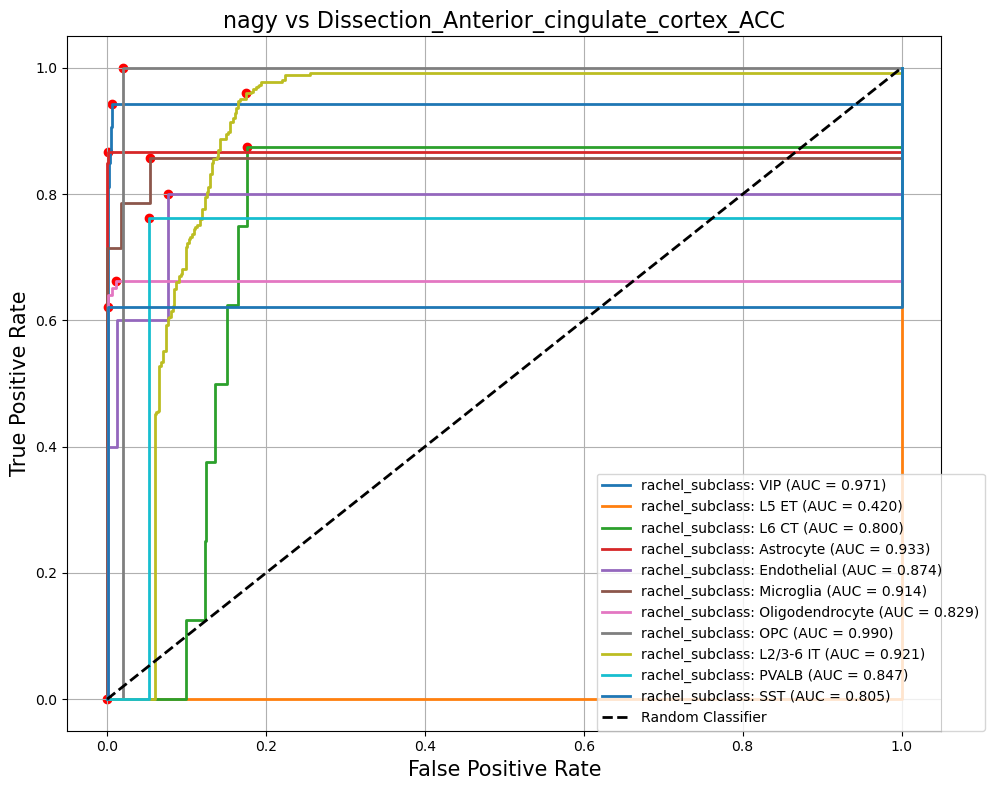 nagy vs Dissection_Anterior_cingulate_cortex_ACC
True Positive Rate
1.0
0.8
0.6
0.4
0.2
0.0
rachel_subclass: VIP (AUC = 0.971)
rachel_subclass: L5 ET (AUC = 0.420)
rachel_subclass: L6 CT (AUC = 0.800)
rachel_subclass: Astrocyte (AUC = 0.933)
rachel_subclass: Endothelial (AUC = 0.874)
rachel_subclass: Microglia (AUC = 0.914)
rachel_subclass: Oligodendrocyte (AUC = 0.829)
rachel_subclass: OPC (AUC = 0.990)
rachel_subclass: L2/3-6 IT (AUC = 0.921)
rachel_subclass: PVALB (AUC = 0.847)
rachel_subclass: SST (AUC = 0.805)
Random Classifier
0.0 0.2 0.4 0.6 0.8 1.0
False Positive Rate